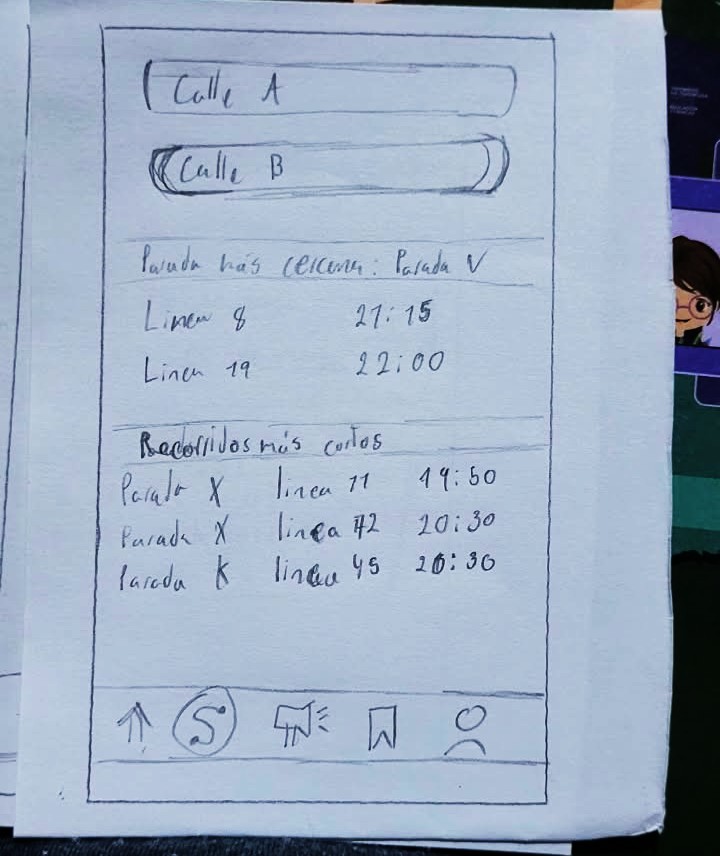 Calle A
Calle B
Parada más cercana: Parada V
Linea 8 21:15
Linea 19 22:00
Recorridos más cortos
Parada X linea 11 19:50
Parada X linea 12 20:30
Parada K linea 45 20:30